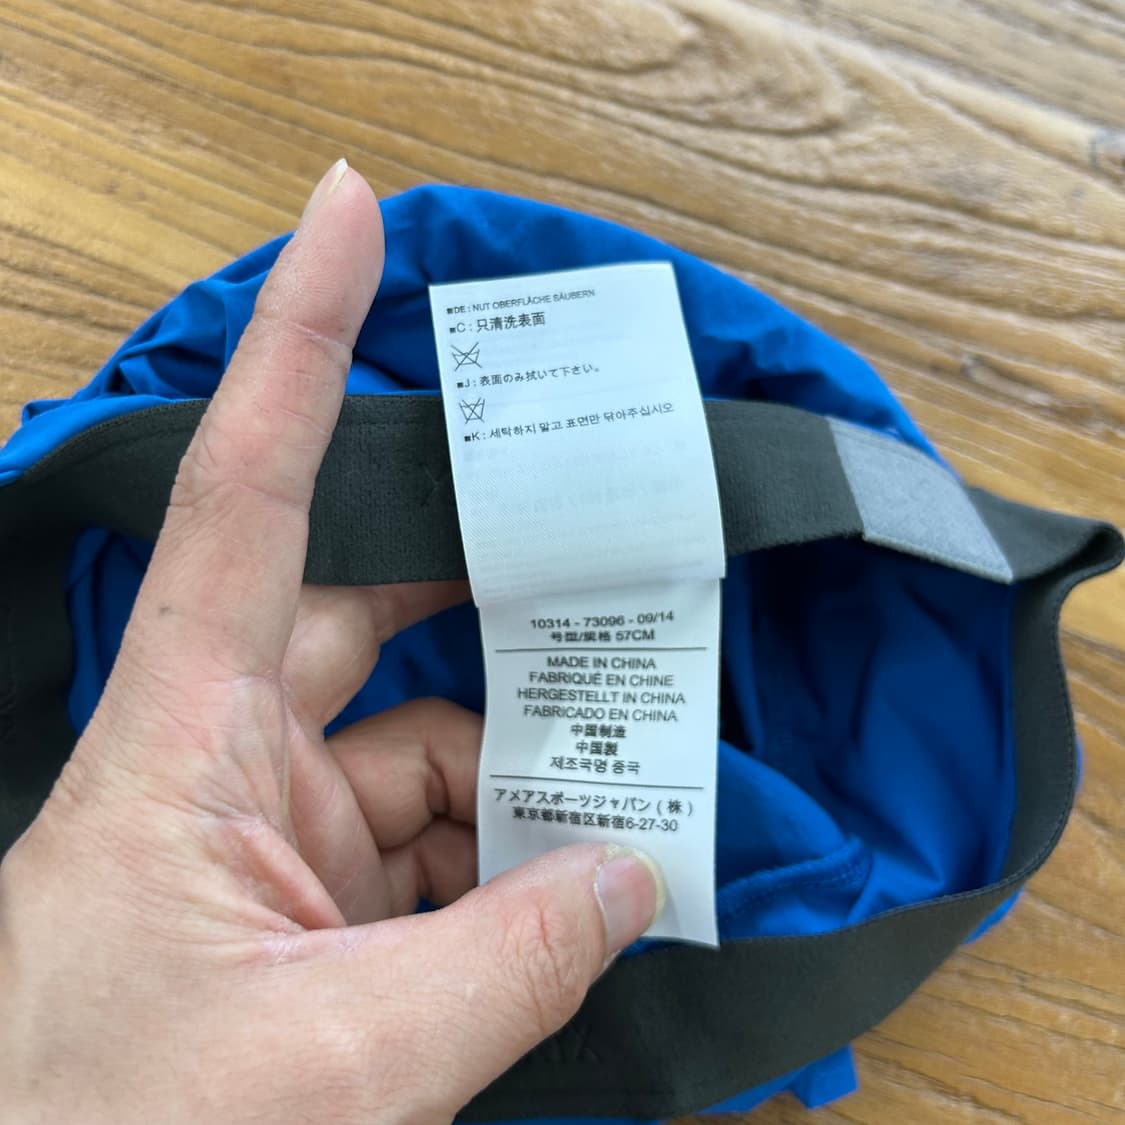 ■DE : NUT OBERFLÄCHE SÄUBERN
■C : 只清洗表面
■J : 表面のみ拭いて下さい。
■K : 세탁하지 말고 표면만 닦아주십시오
10314 - 73096 - 09/14
号型/规格 57CM
MADE IN CHINA
FABRIQUÉ EN CHINE
HERGESTELLT IN CHINA
FABRICADO EN CHINA
中国制造
中国製
제조국명 중국
アメアスポーツジャパン ( 株 )
東京都新宿区新宿6-27-30